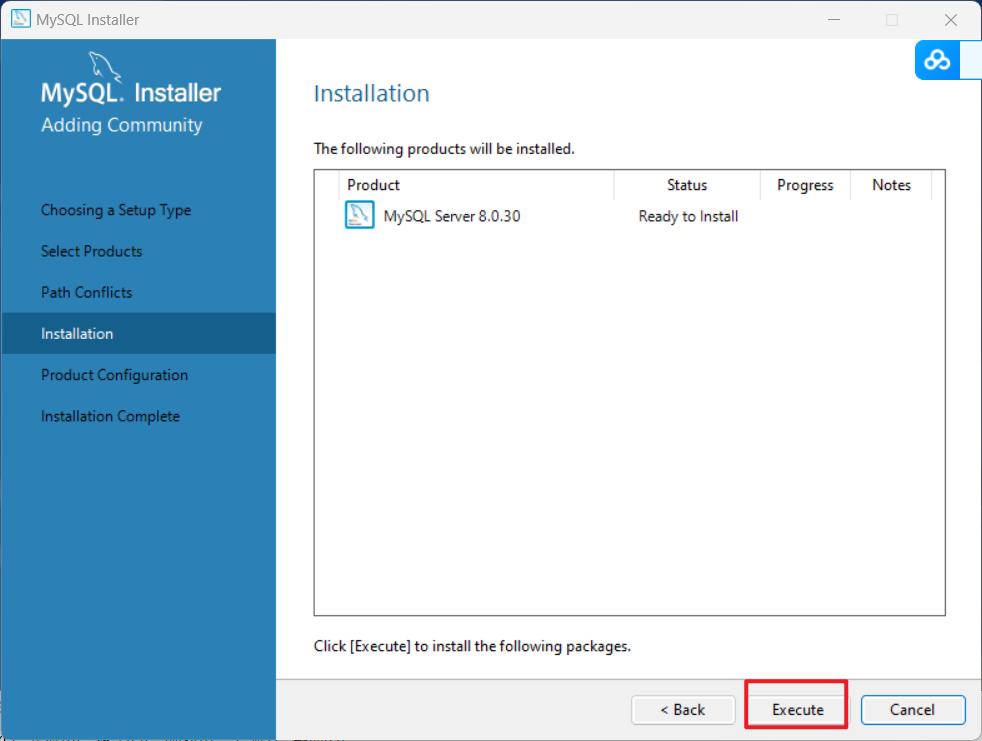 MySQL Installer
MySQL. Installer
Adding Community
Choosing a Setup Type
Select Products
Path Conflicts
Installation
Product Configuration
Installation Complete
Installation
The following products will be installed.
Product Status Progress Notes
MySQL Server 8.0.30 Ready to Install
Click [Execute] to install the following packages.
< Back Execute Cancel